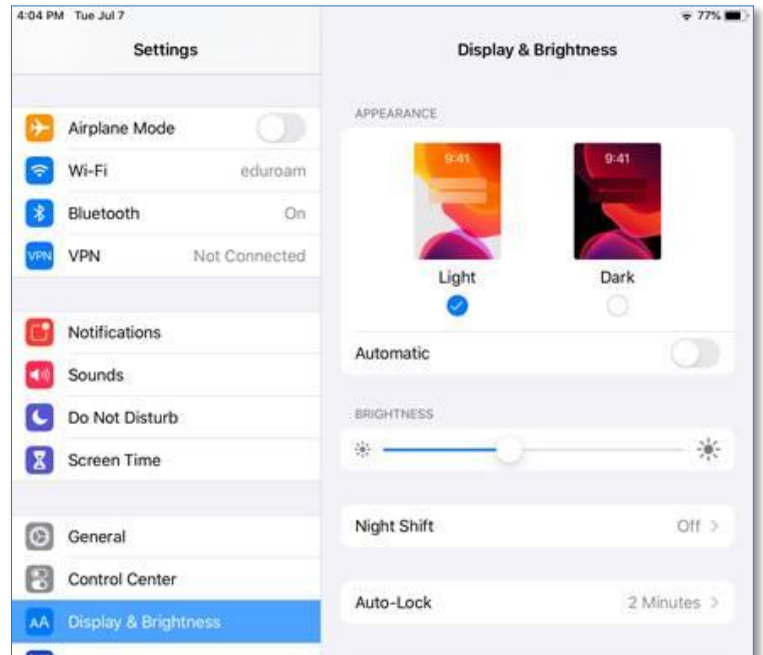 4:04 PM Tue Jul 7 77%
Settings
Airplane Mode
Wi-Fi eduroam
Bluetooth On
VPN VPN Not Connected
Notifications
Sounds
Do Not Disturb
Screen Time
General
Control Center
AA Display & Brightness
Display & Brightness
APPEARANCE
9:41 9:41
Light Dark
Automatic
BRIGHTNESS
Night Shift Off >
Auto-Lock 2 Minutes >